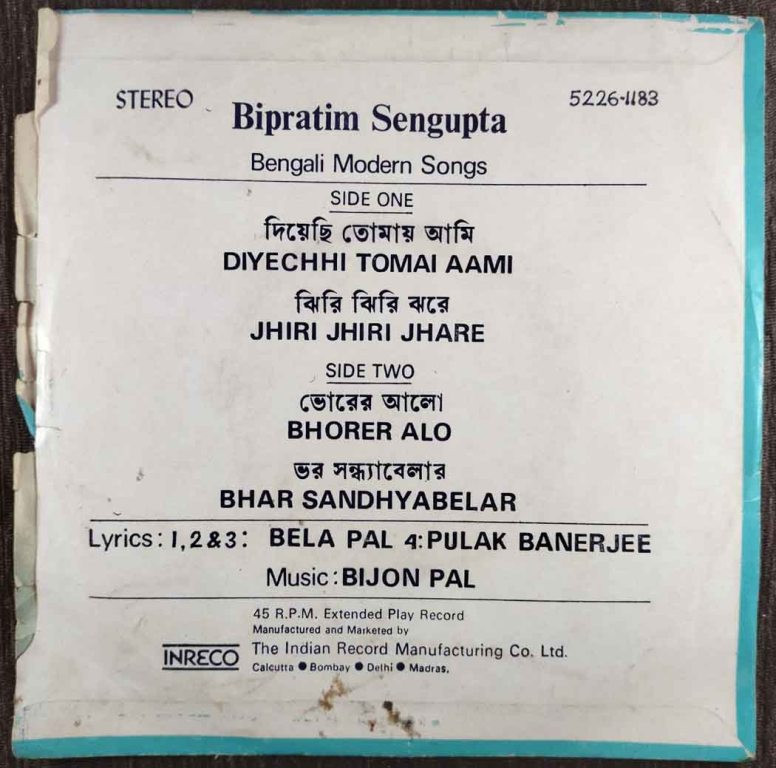 STEREO
5226-1183
Bipratim Sengupta
Bengali Modern Songs
SIDE ONE
দিয়েছি তোমায় আমি
DIYECHHI TOMAI AAMI
ঝিরি ঝিরি ঝরে
JHIRI JHIRI JHARE
SIDE TWO
ভোরের আলো
BHORER ALO
ভর সন্ধ্যাবেলার
BHAR SANDHYABELAR
Lyrics: 1,2&3: BELA PAL 4: PULAK BANERJEE
Music: BIJON PAL
45 R.P.M. Extended Play Record
Manufactured and Marketed by
INRECO The Indian Record Manufacturing Co. Ltd.
Calcutta ● Bombay ● Delhi ● Madras.